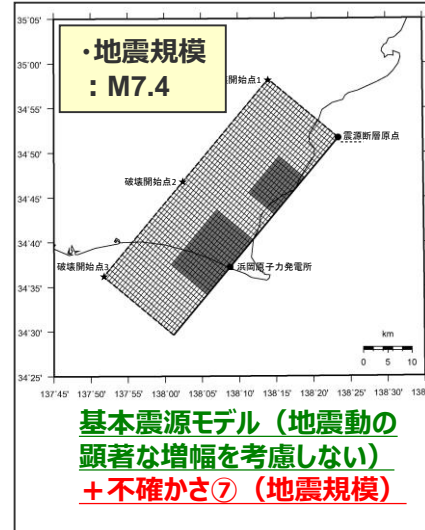 ・地震規模
：M7.4
開始点1
震源断層原点
破壊開始点2
破壊開始点3
浜岡原子力発電所
km
0 5 10
35˚05'
35˚00'
34˚55'
34˚50'
34˚45'
34˚40'
34˚35'
34˚30'
34˚25'
137˚45' 137˚50' 137˚55' 138˚00' 138˚05' 138˚10' 138˚15' 138˚20' 138˚25' 138˚30' 138˚3
基本震源モデル（地震動の
顕著な増幅を考慮しない）
＋不確かさ⑦（地震規模）